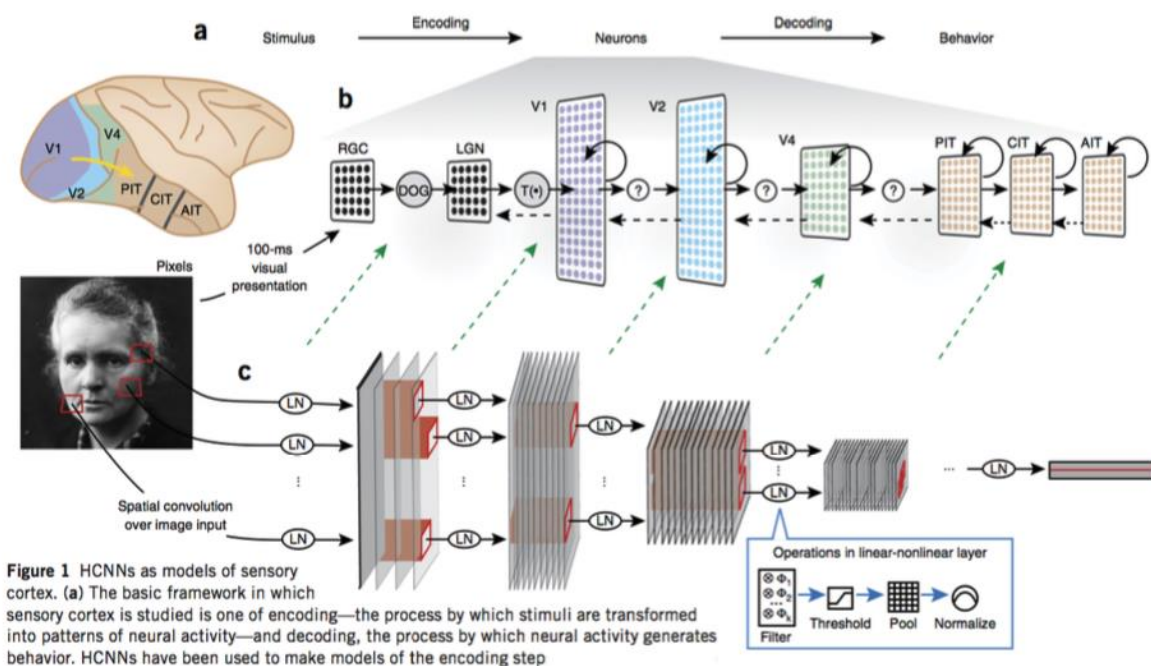 a
Stimulus
Encoding
Neurons
Decoding
Behavior
b
V1
V2
V4
PIT
CIT
AIT
RGC
LGN
DOG
T(•)
?
?
?
V1
V4
V2
PIT
CIT
AIT
100-ms
visual
presentation
Pixels
c
LN
LN
LN
LN
LN
LN
LN
LN
LN
LN
LN
...
LN
⋮
⋮
⋮
⋮
Spatial convolution
over image input
Operations in linear-nonlinear layer
⊗ Φ1
⊗ Φ2
...
⊗ Φk
Filter
Threshold
Pool
Normalize
Figure 1 HCNNs as models of sensory
cortex. (a) The basic framework in which
sensory cortex is studied is one of encoding—the process by which stimuli are transformed
into patterns of neural activity—and decoding, the process by which neural activity generates
behavior. HCNNs have been used to make models of the encoding step